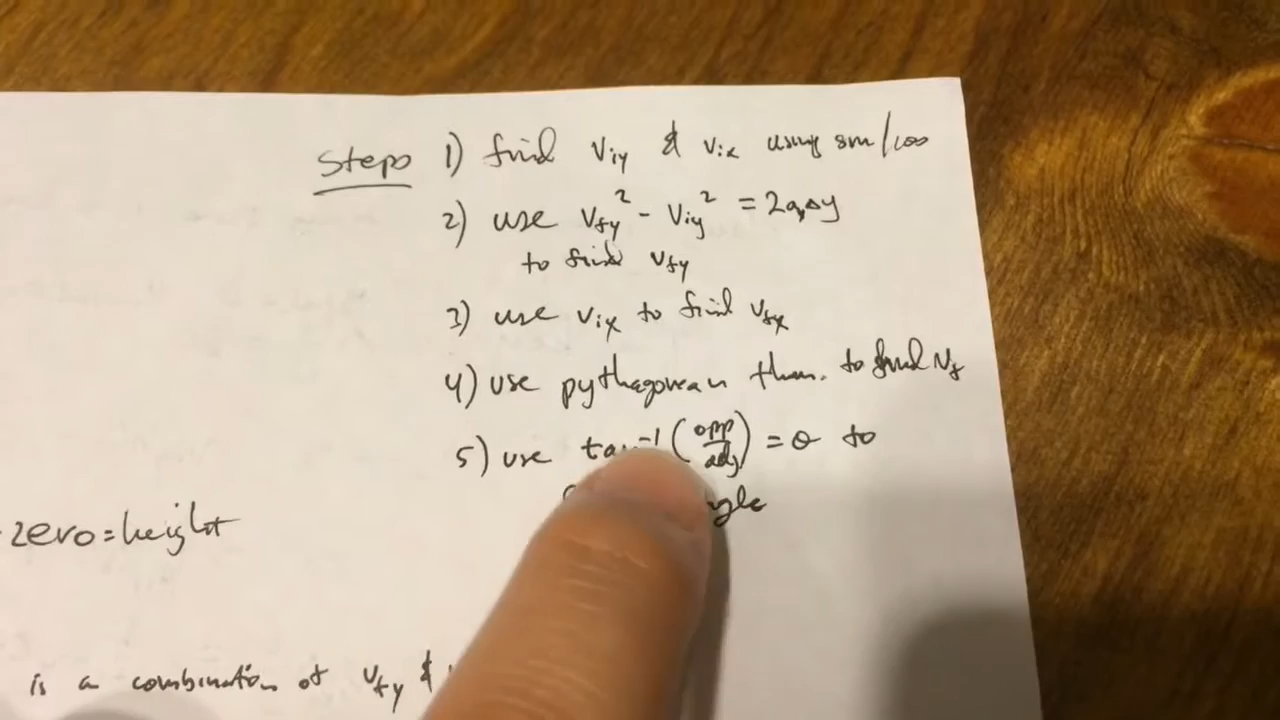 Steps 1) find viy & vix using sin/cos
2) use vfy² - viy² = 2ayΔy
to find vfy
3) use vix to find vfx
4) use pythagorean thm. to find vf
5) use tan⁻¹(opp/adj) = θ to
zero = height
is a combination of vfy &